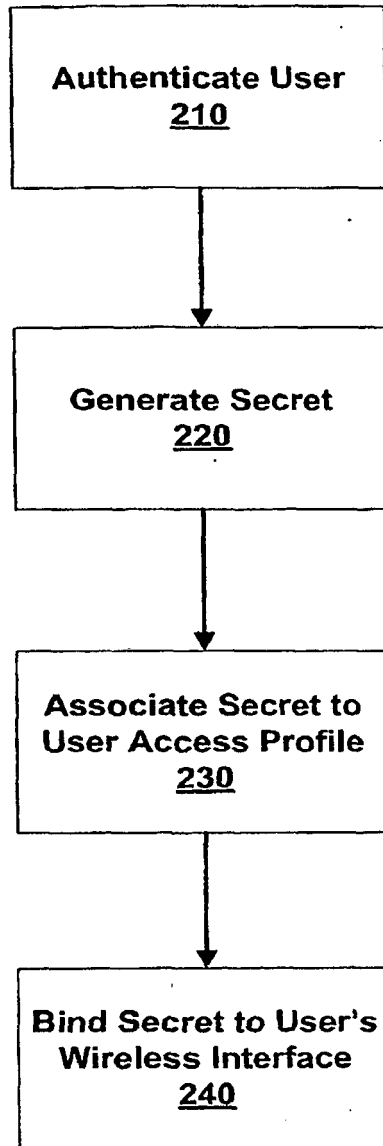 Authenticate User
210
Generate Secret
220
Associate Secret to
User Access Profile
230
Bind Secret to User's
Wireless Interface
240